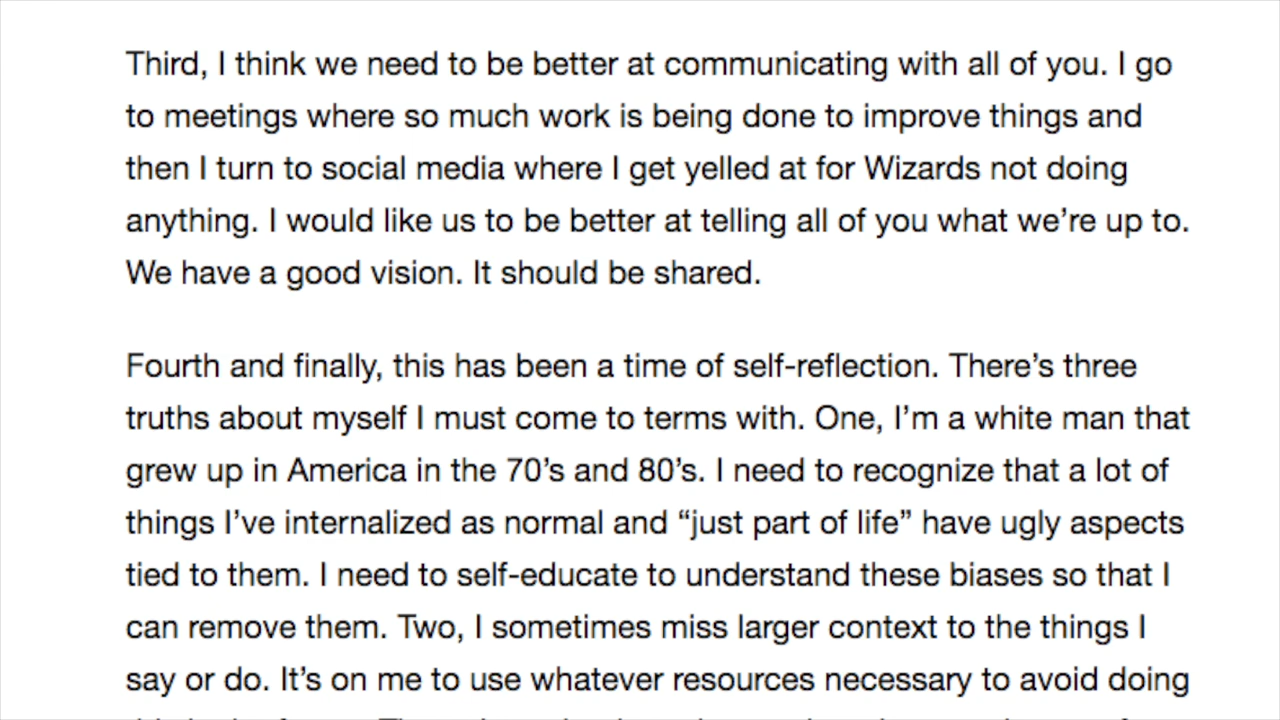 Third, I think we need to be better at communicating with all of you. I go
to meetings where so much work is being done to improve things and
then I turn to social media where I get yelled at for Wizards not doing
anything. I would like us to be better at telling all of you what we’re up to.
We have a good vision. It should be shared.
Fourth and finally, this has been a time of self-reflection. There’s three
truths about myself I must come to terms with. One, I’m a white man that
grew up in America in the 70’s and 80’s. I need to recognize that a lot of
things I’ve internalized as normal and “just part of life” have ugly aspects
tied to them. I need to self-educate to understand these biases so that I
can remove them. Two, I sometimes miss larger context to the things I
say or do. It’s on me to use whatever resources necessary to avoid doing